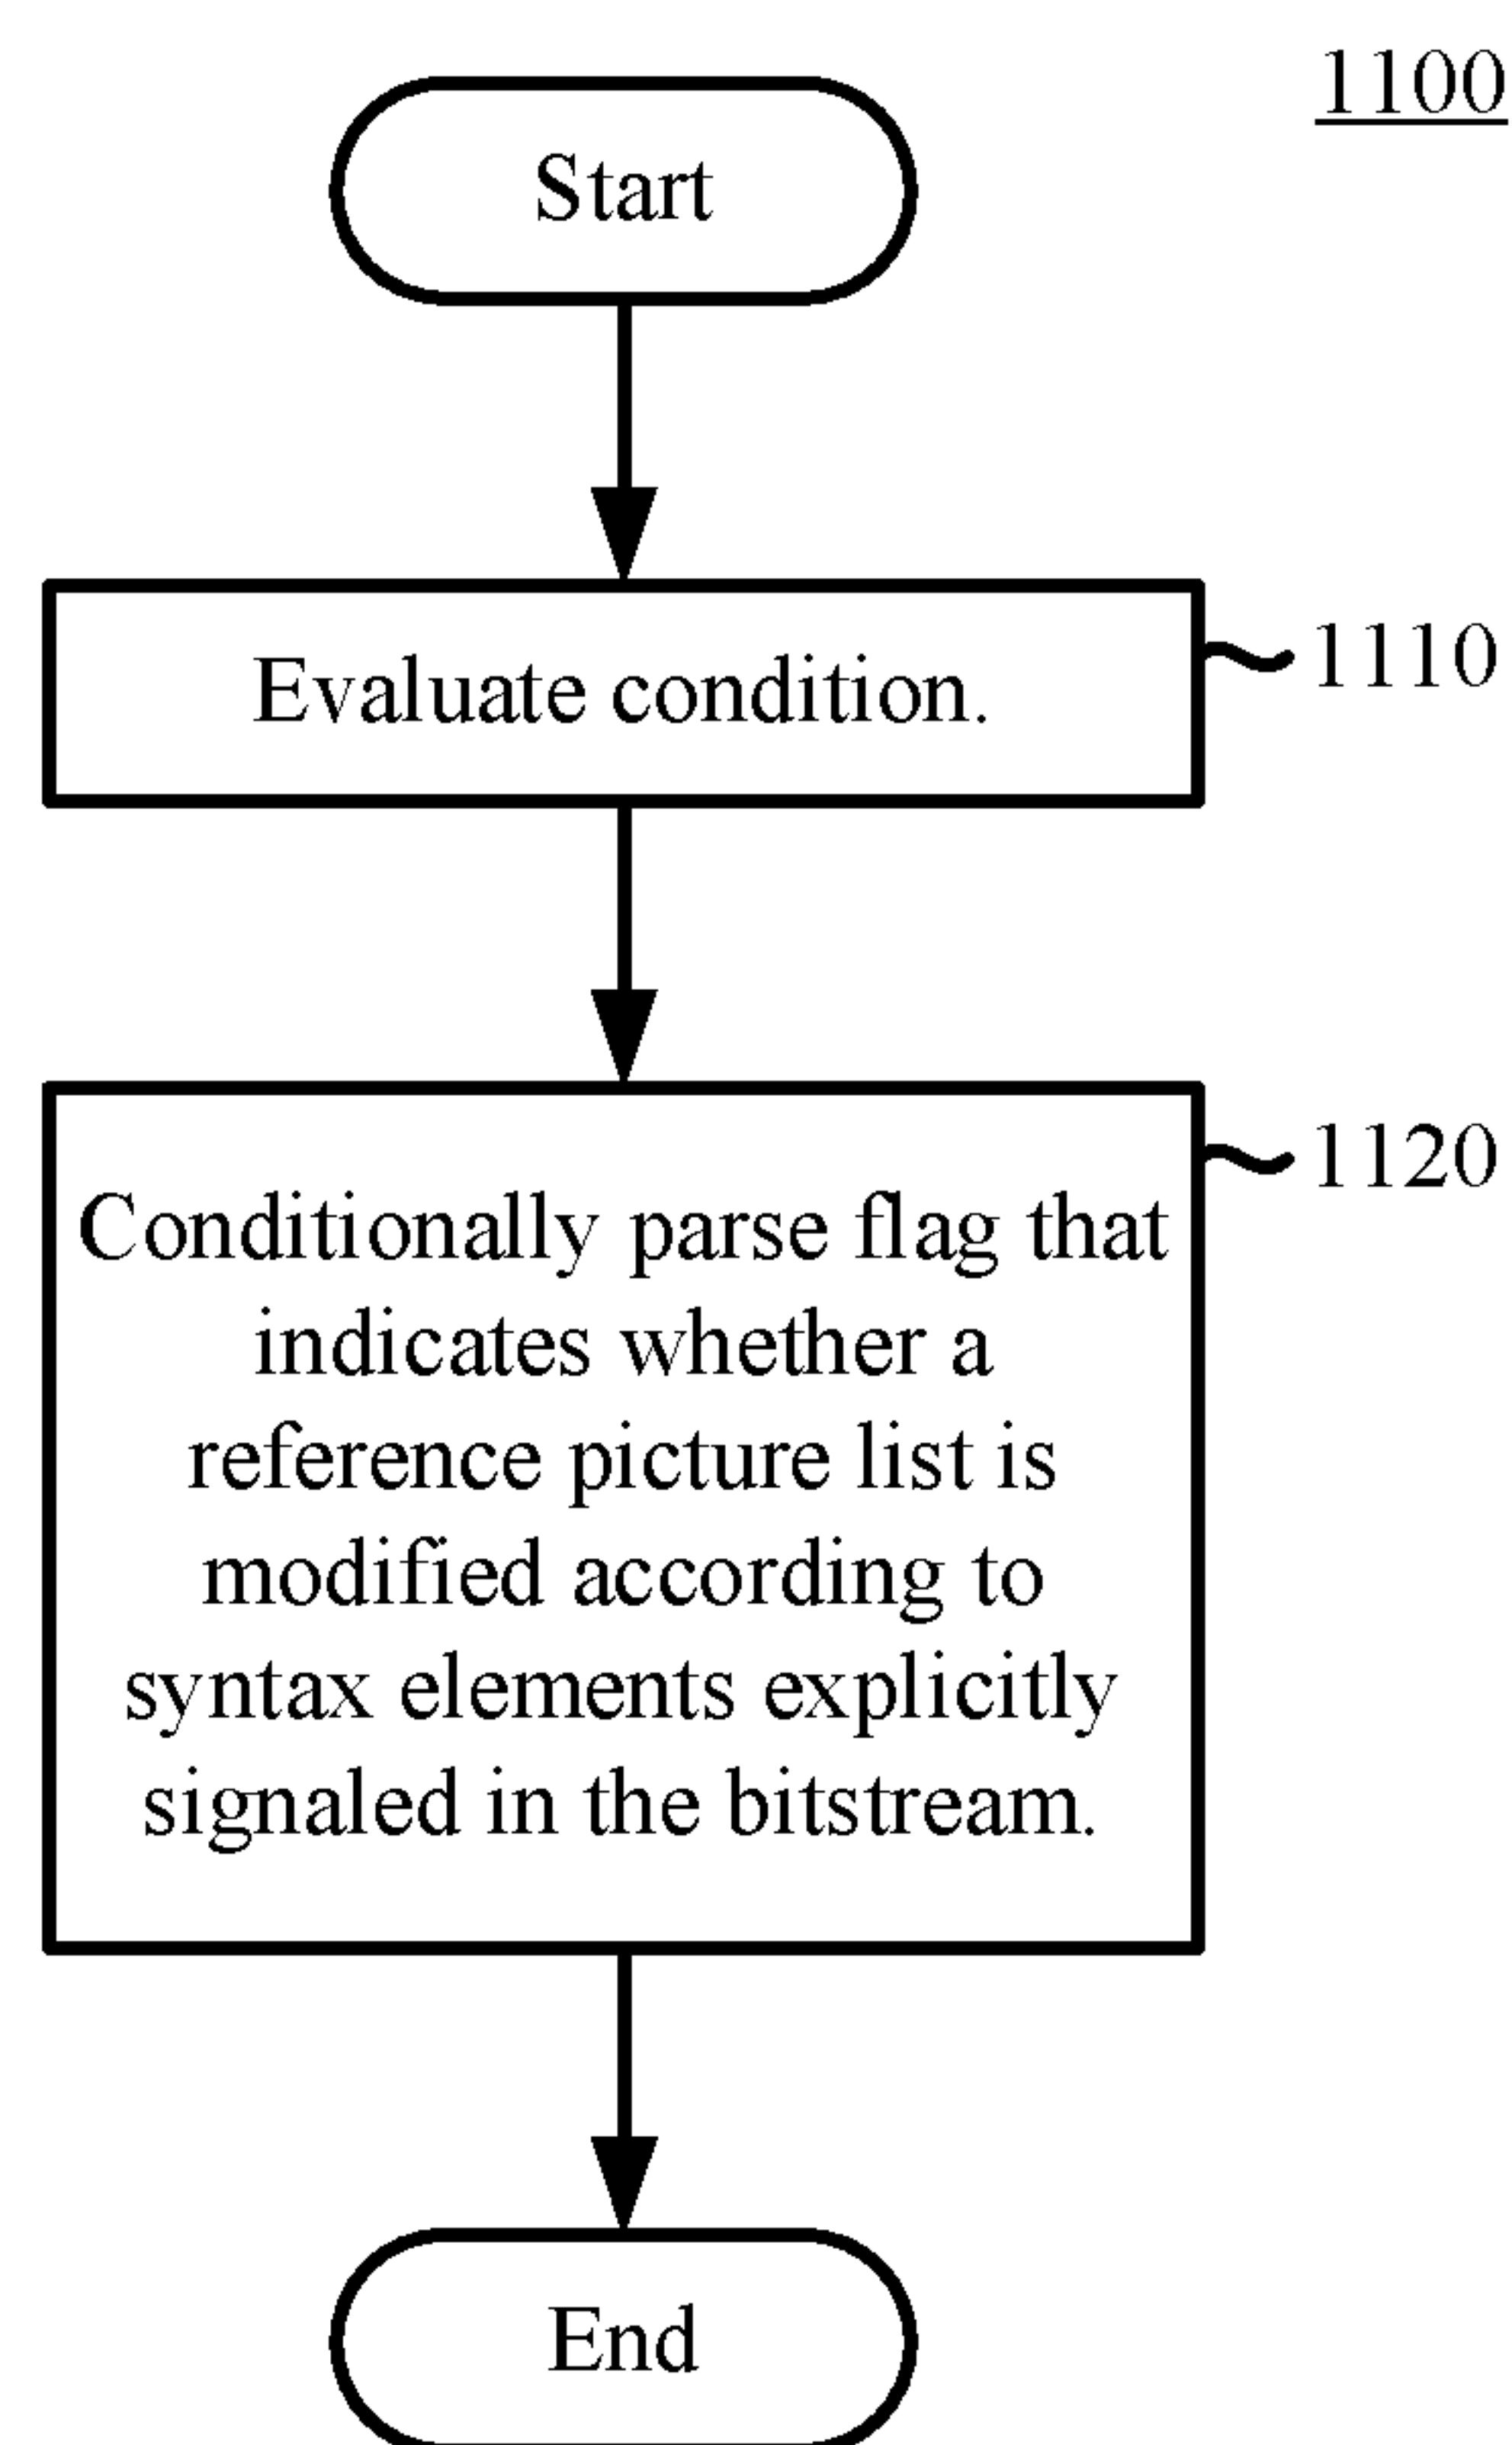 1100
Start
Evaluate condition.
1110
Conditionally parse flag that
1120
indicates whether a
reference picture list is
modified according to
syntax elements explicitly
signaled in the bitstream.
End